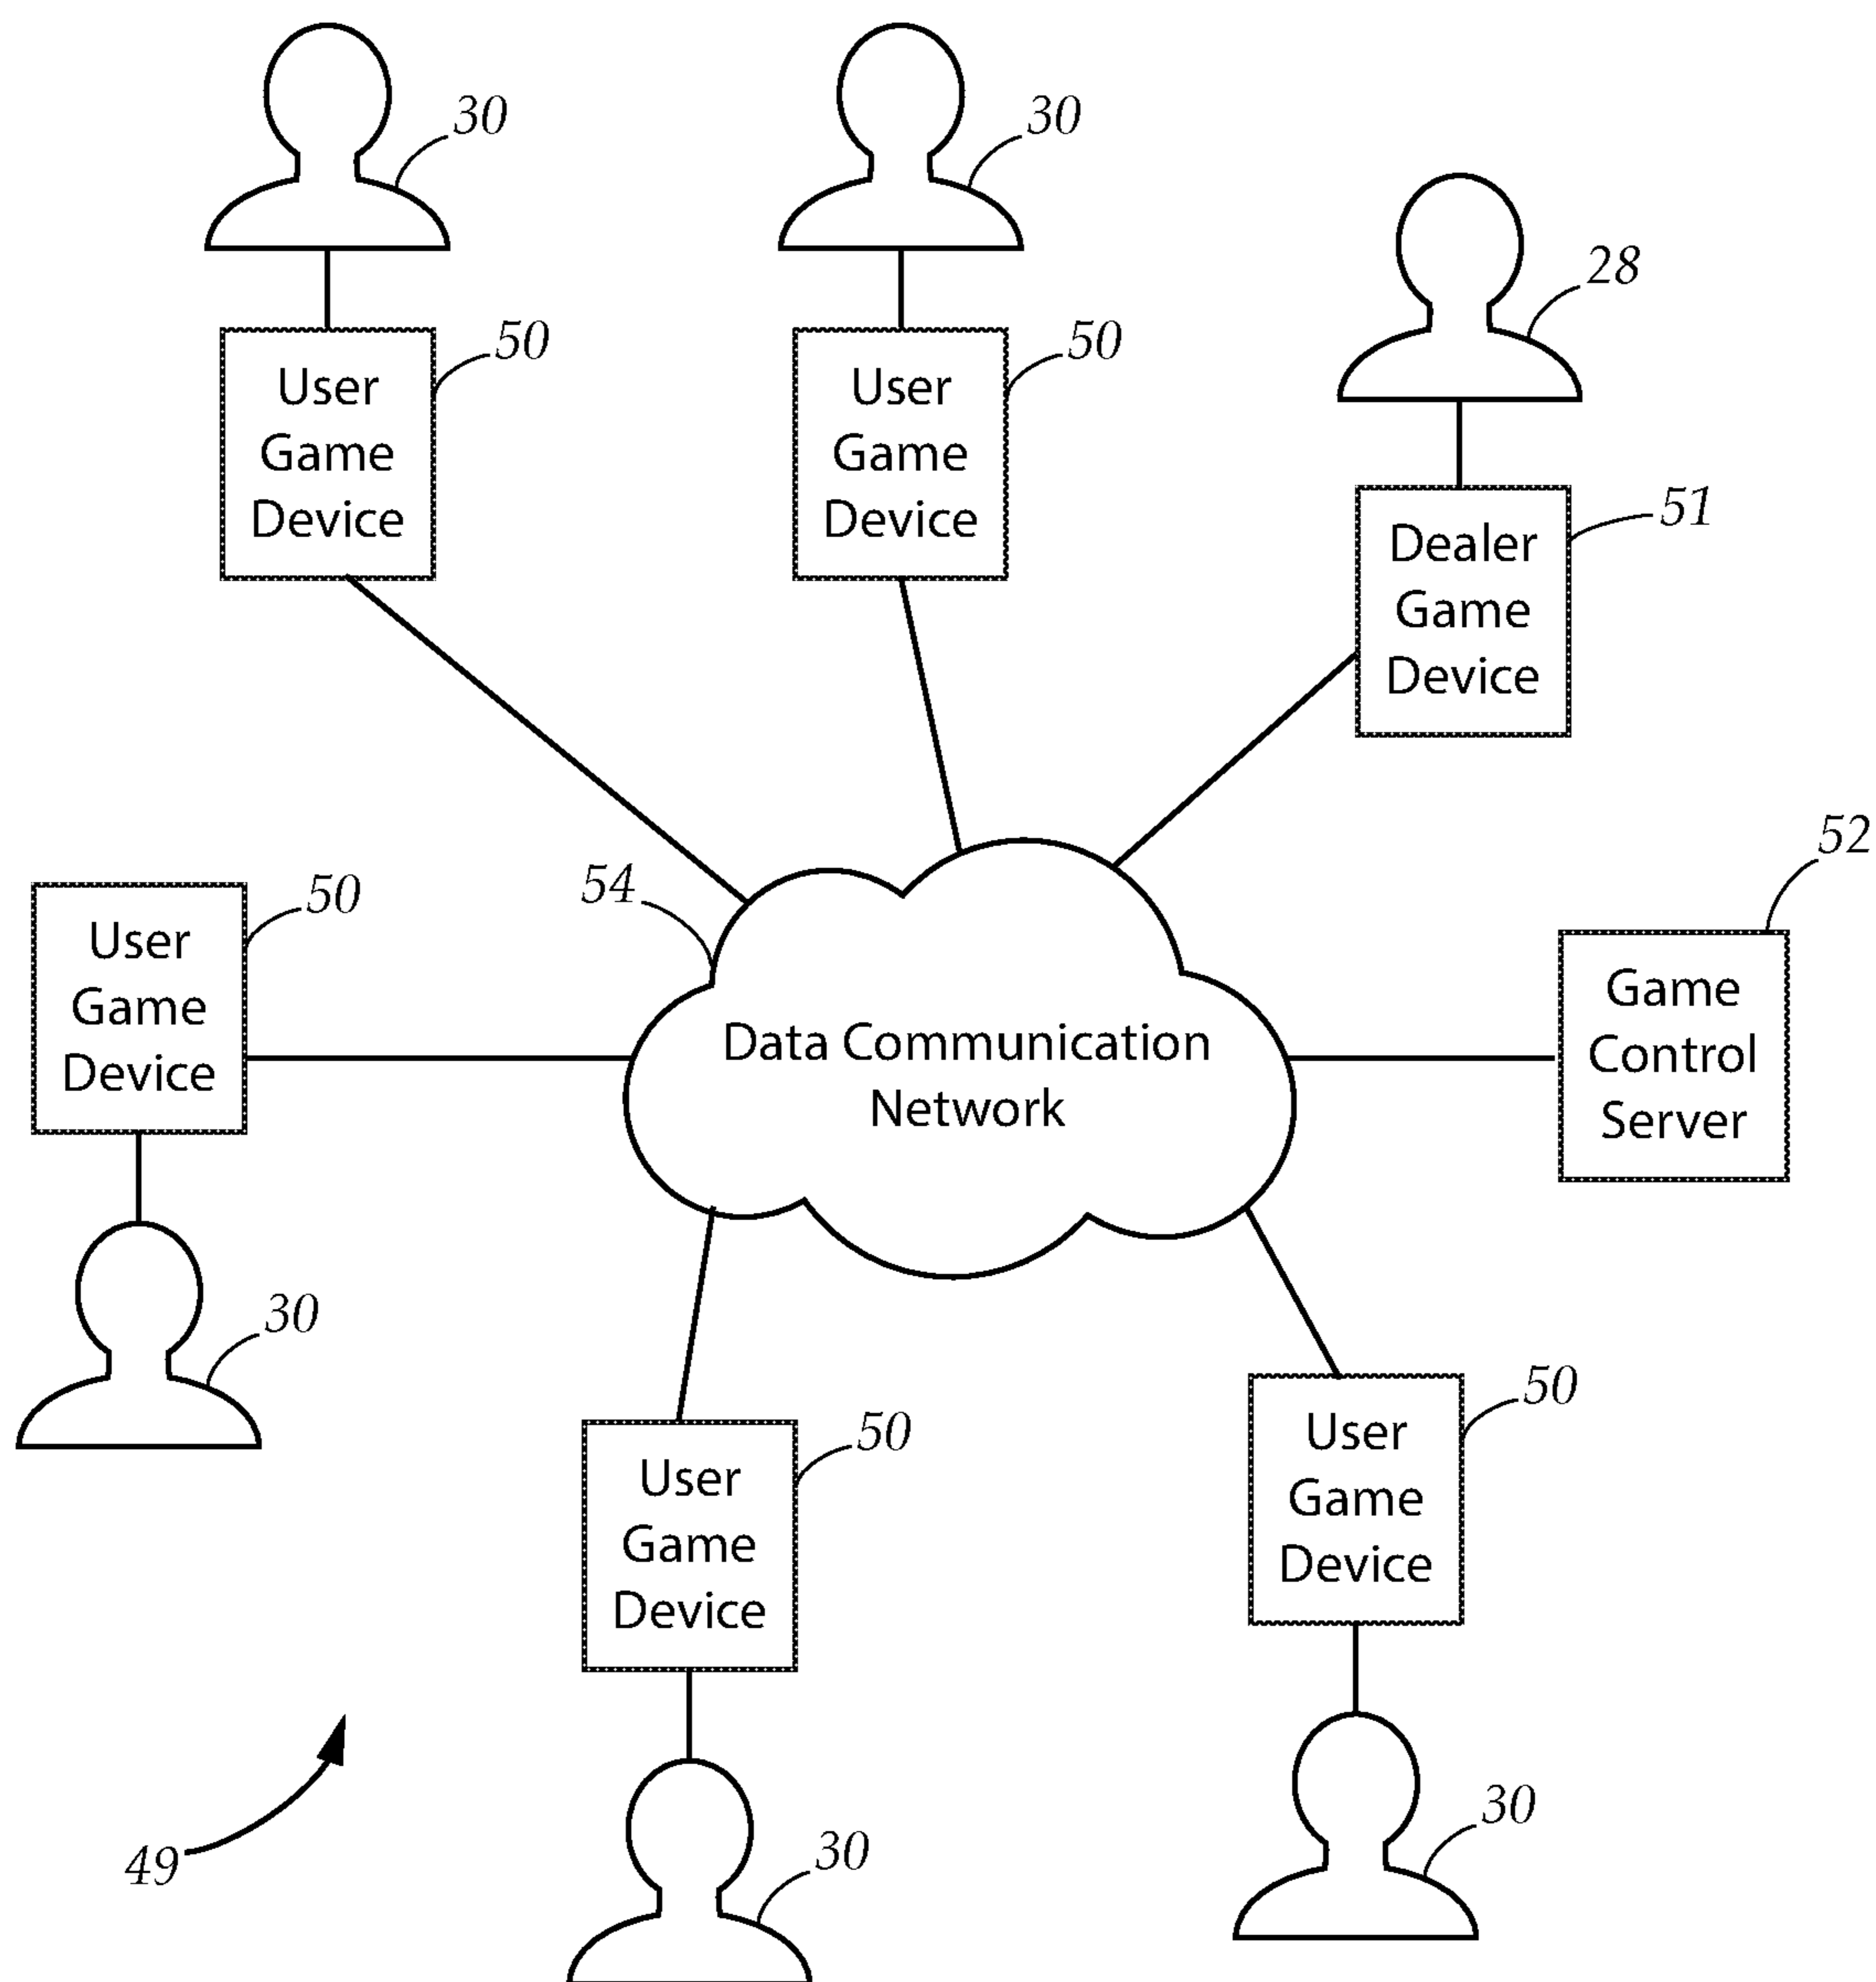 30
30
28
50
User
Game
Device
50
User
Game
Device
51
Dealer
Game
Device
52
54
50
User
Game
Device
Data Communication
Network
Game
Control
Server
30
50
User
Game
Device
50
User
Game
Device
49
30
30